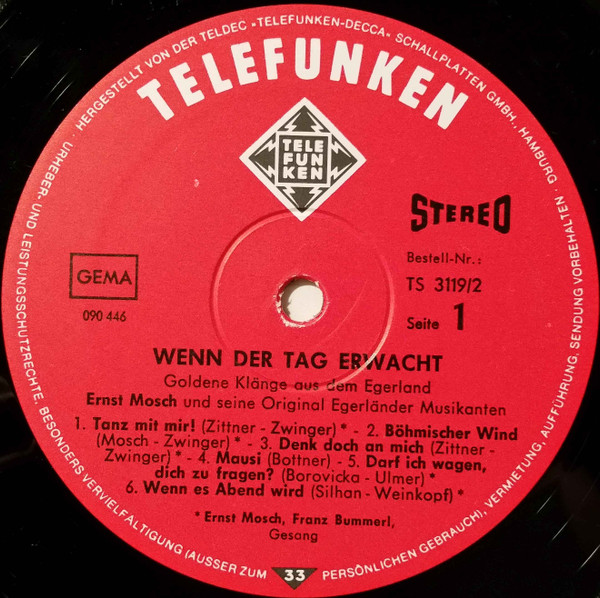 HERGESTELLT VON DER TELDEC »TELEFUNKEN-DECCA« SCHALLPLATTEN GMBH., HAMBURG ·
URHEBER- UND LEISTUNGSSCHUTZRECHTE, BESONDERS VERVIELFÄLTIGUNG (AUSSER ZUM PERSÖNLICHEN GEBRAUCH), VERMIETUNG, AUFFÜHRUNG, SENDUNG VORBEHALTEN ·
TELEFUNKEN
TELE
FUN
KEN
STEREO
GEMA
090 446
Bestell-Nr.:
TS 3119/2
Seite 1
WENN DER TAG ERWACHT
Goldene Klänge aus dem Egerland
Ernst Mosch und seine Original Egerländer Musikanten
1. Tanz mit mir! (Zittner - Zwinger)* - 2. Böhmischer Wind
(Mosch - Zwinger)* - 3. Denk doch an mich (Zittner -
Zwinger)* - 4. Mausi (Bottner) - 5. Darf ich wagen,
dich zu fragen? (Borovicka - Ulmer) *
6. Wenn es Abend wird (Silhan - Weinkopf) *
* Ernst Mosch, Franz Bummerl,
Gesang
33